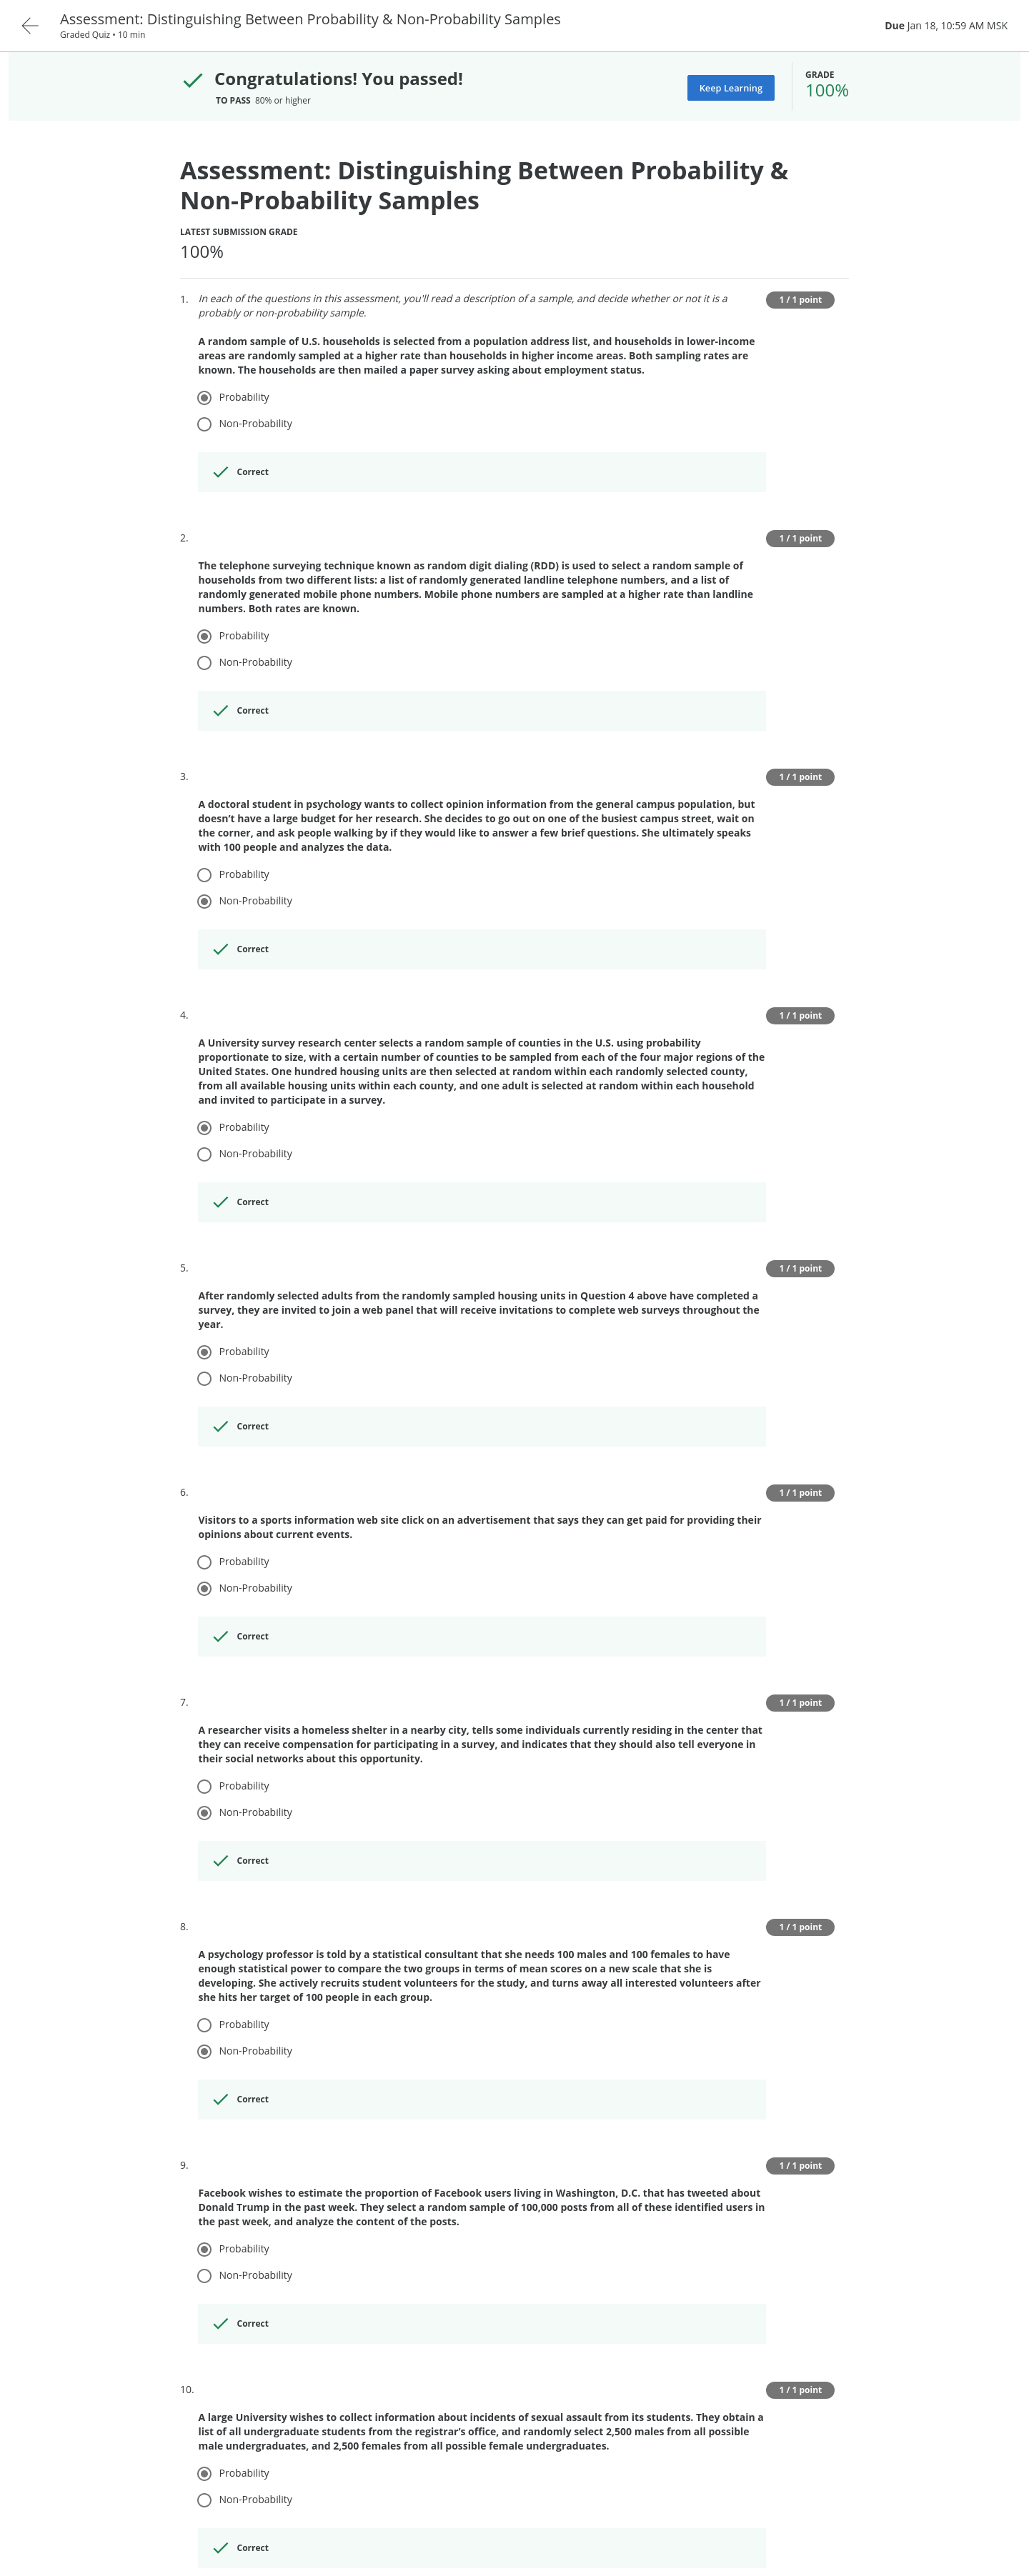 Assessment: Distinguishing Between Probability & Non-Probability Samples
Graded Quiz • 10 min
Due Jan 18, 10:59 AM MSK
Congratulations! You passed!
TO PASS 80% or higher
Keep Learning
GRADE
100%
Assessment: Distinguishing Between Probability &
Non-Probability Samples
LATEST SUBMISSION GRADE
100%
1.
In each of the questions in this assessment, you'll read a description of a sample, and decide whether or not it is a
probably or non-probability sample.
1 / 1 point
A random sample of U.S. households is selected from a population address list, and households in lower-income
areas are randomly sampled at a higher rate than households in higher income areas. Both sampling rates are
known. The households are then mailed a paper survey asking about employment status.
Probability
Non-Probability
Correct
2.
1 / 1 point
The telephone surveying technique known as random digit dialing (RDD) is used to select a random sample of
households from two different lists: a list of randomly generated landline telephone numbers, and a list of
randomly generated mobile phone numbers. Mobile phone numbers are sampled at a higher rate than landline
numbers. Both rates are known.
Probability
Non-Probability
Correct
3.
1 / 1 point
A doctoral student in psychology wants to collect opinion information from the general campus population, but
doesn’t have a large budget for her research. She decides to go out on one of the busiest campus street, wait on
the corner, and ask people walking by if they would like to answer a few brief questions. She ultimately speaks
with 100 people and analyzes the data.
Probability
Non-Probability
Correct
4.
1 / 1 point
A University survey research center selects a random sample of counties in the U.S. using probability
proportionate to size, with a certain number of counties to be sampled from each of the four major regions of the
United States. One hundred housing units are then selected at random within each randomly selected county,
from all available housing units within each county, and one adult is selected at random within each household
and invited to participate in a survey.
Probability
Non-Probability
Correct
5.
1 / 1 point
After randomly selected adults from the randomly sampled housing units in Question 4 above have completed a
survey, they are invited to join a web panel that will receive invitations to complete web surveys throughout the
year.
Probability
Non-Probability
Correct
6.
1 / 1 point
Visitors to a sports information web site click on an advertisement that says they can get paid for providing their
opinions about current events.
Probability
Non-Probability
Correct
7.
1 / 1 point
A researcher visits a homeless shelter in a nearby city, tells some individuals currently residing in the center that
they can receive compensation for participating in a survey, and indicates that they should also tell everyone in
their social networks about this opportunity.
Probability
Non-Probability
Correct
8.
1 / 1 point
A psychology professor is told by a statistical consultant that she needs 100 males and 100 females to have
enough statistical power to compare the two groups in terms of mean scores on a new scale that she is
developing. She actively recruits student volunteers for the study, and turns away all interested volunteers after
she hits her target of 100 people in each group.
Probability
Non-Probability
Correct
9.
1 / 1 point
Facebook wishes to estimate the proportion of Facebook users living in Washington, D.C. that has tweeted about
Donald Trump in the past week. They select a random sample of 100,000 posts from all of these identified users in
the past week, and analyze the content of the posts.
Probability
Non-Probability
Correct
10.
1 / 1 point
A large University wishes to collect information about incidents of sexual assault from its students. They obtain a
list of all undergraduate students from the registrar’s office, and randomly select 2,500 males from all possible
male undergraduates, and 2,500 females from all possible female undergraduates.
Probability
Non-Probability
Correct